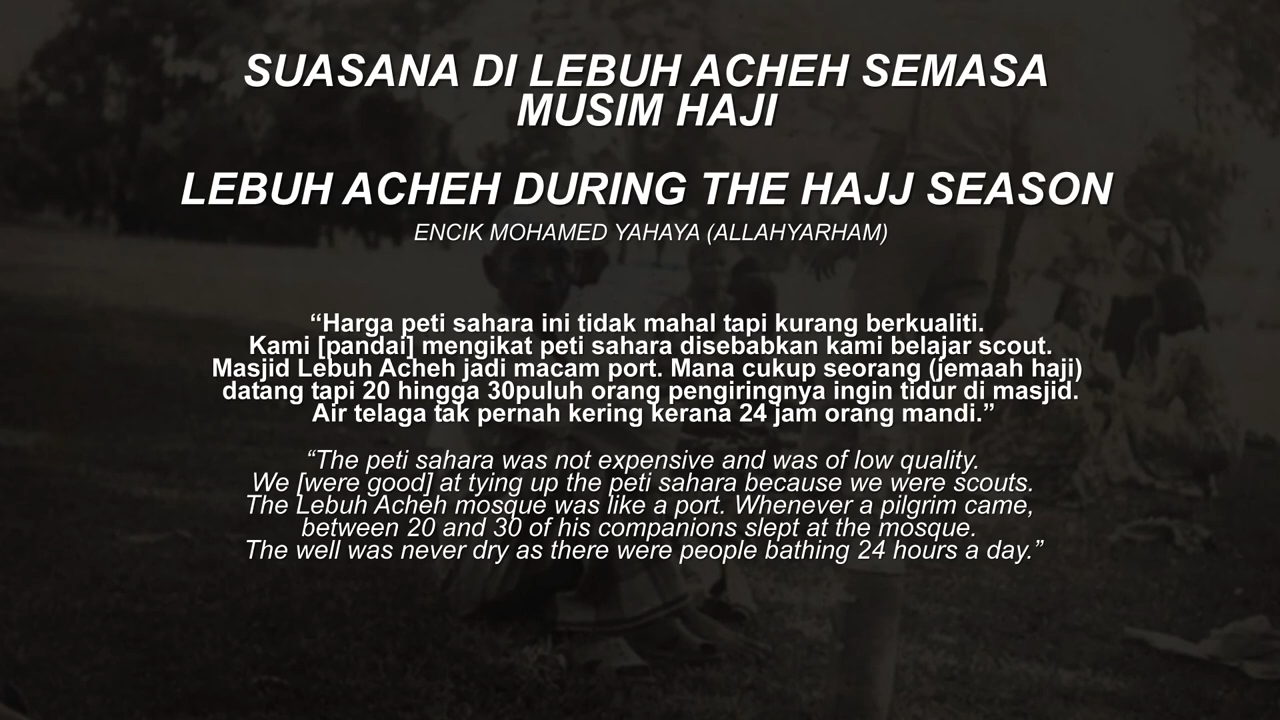 SUASANA DI LEBUH ACHEH SEMASA
MUSIM HAJI
LEBUH ACHEH DURING THE HAJJ SEASON
ENCIK MOHAMED YAHAYA (ALLAHYARHAM)
“Harga peti sahara ini tidak mahal tapi kurang berkualiti.
Kami [pandai] mengikat peti sahara disebabkan kami belajar scout.
Masjid Lebuh Acheh jadi macam port. Mana cukup seorang (jemaah haji)
datang tapi 20 hingga 30puluh orang pengiringnya ingin tidur di masjid.
Air telaga tak pernah kering kerana 24 jam orang mandi.”
“The peti sahara was not expensive and was of low quality.
We [were good] at tying up the peti sahara because we were scouts.
The Lebuh Acheh mosque was like a port. Whenever a pilgrim came,
between 20 and 30 of his companions slept at the mosque.
The well was never dry as there were people bathing 24 hours a day.”